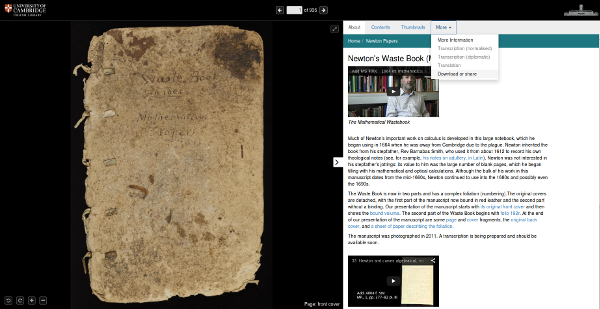 UNIVERSITY OF
CAMBRIDGE
DIGITAL LIBRARY
of 935
About
Contents
Thumbnails
More
More Information
Transcription (normalised)
Transcription (diplomatic)
Translation
Download or share
Home / Newton Papers
Newton's Waste Book (
The Mathematical Wastebook
Much of Newton's important work on calculus is developed in this large notebook, which he
began using in 1664 when he was away from Cambridge due to the plague. Newton inherited the
book from his stepfather, Rev Barnabas Smith, who used it from about 1612 to record his own
theological notes (see, for example, his notes on adultery, in Latin). Newton was not interested in
his stepfather's jottings: its value to him was the large number of blank pages, which he began
filling with his mathematical and optical calculations. Although the bulk of the work in this
manuscript dates from the mid-1660s, Newton continued to use it into the 1680s and possibly even
the 1690s.
The Waste Book is now in two parts and has a complex foliation (numbering). The original covers
are detached, with the first part of the manuscript now bound in red leather and the second part
without a binding. Our presentation of the manuscript starts with its original front cover and then
shows the bound volume. The second part of the Waste Book begins with folio 192r. At the end
of our presentation of the manuscript are some page and cover fragments, the original back
cover, and a sheet of paper describing the foliation.
The manuscript was photographed in 2011. A transcription is being prepared and should be
available soon.
Page: front cover